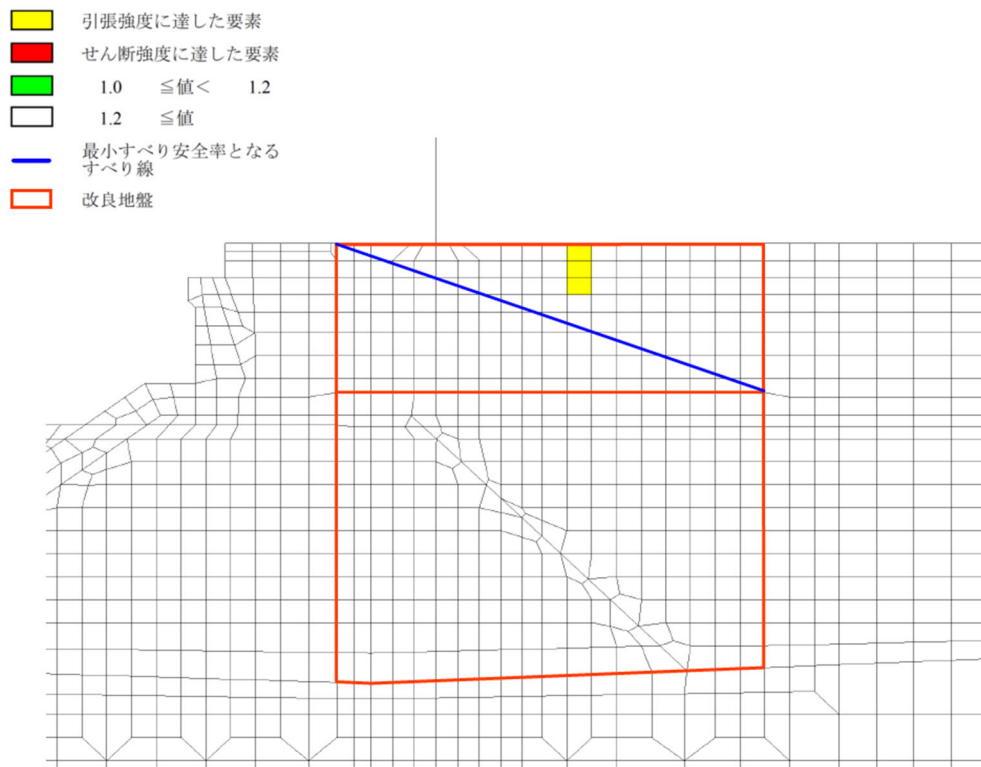 引張強度に達した要素
せん断強度に達した要素
1.0 ≦値< 1.2
1.2 ≦値
最小すべり安全率となる
すべり線
改良地盤